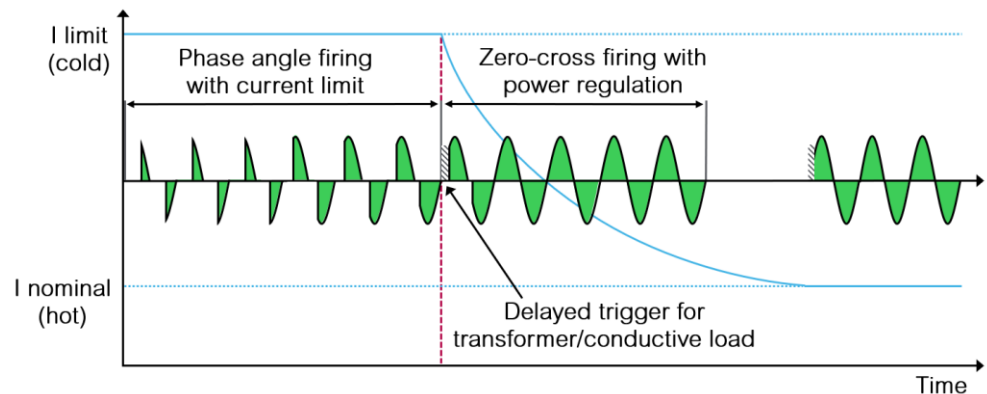 I limit
(cold)
Phase angle firing
with current limit
Zero-cross firing with
power regulation
I nominal
(hot)
Delayed trigger for
transformer/conductive load
Time